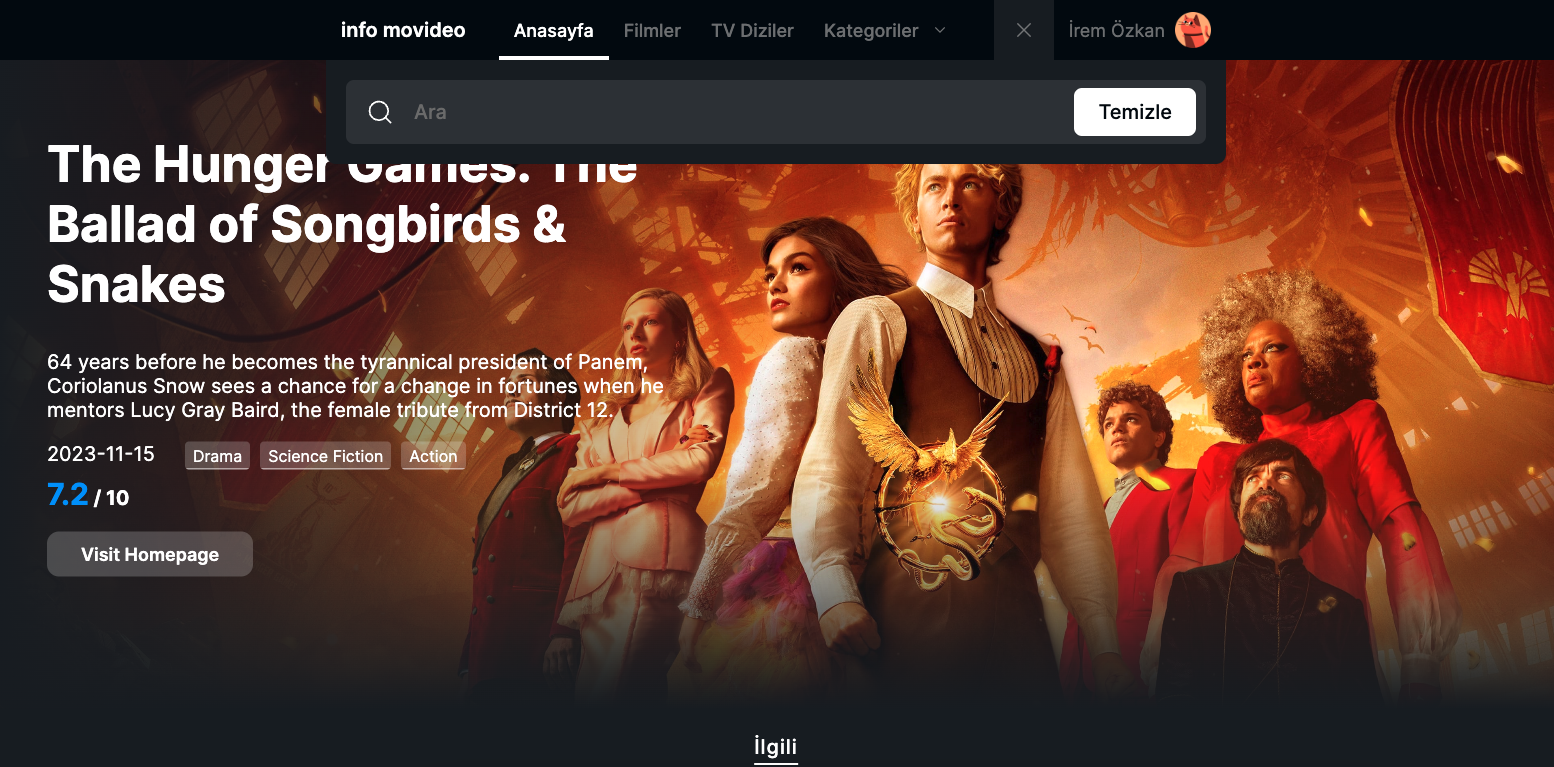 info movideo
Anasayfa
Filmler
TV Diziler
Kategoriler
İrem Özkan
Ara
Temizle
The Hunger Games: The
Ballad of Songbirds &
Snakes
64 years before he becomes the tyrannical president of Panem,
Coriolanus Snow sees a chance for a change in fortunes when he
mentors Lucy Gray Baird, the female tribute from District 12.
2023-11-15
Drama
Science Fiction
Action
7.2 / 10
Visit Homepage
İlgili